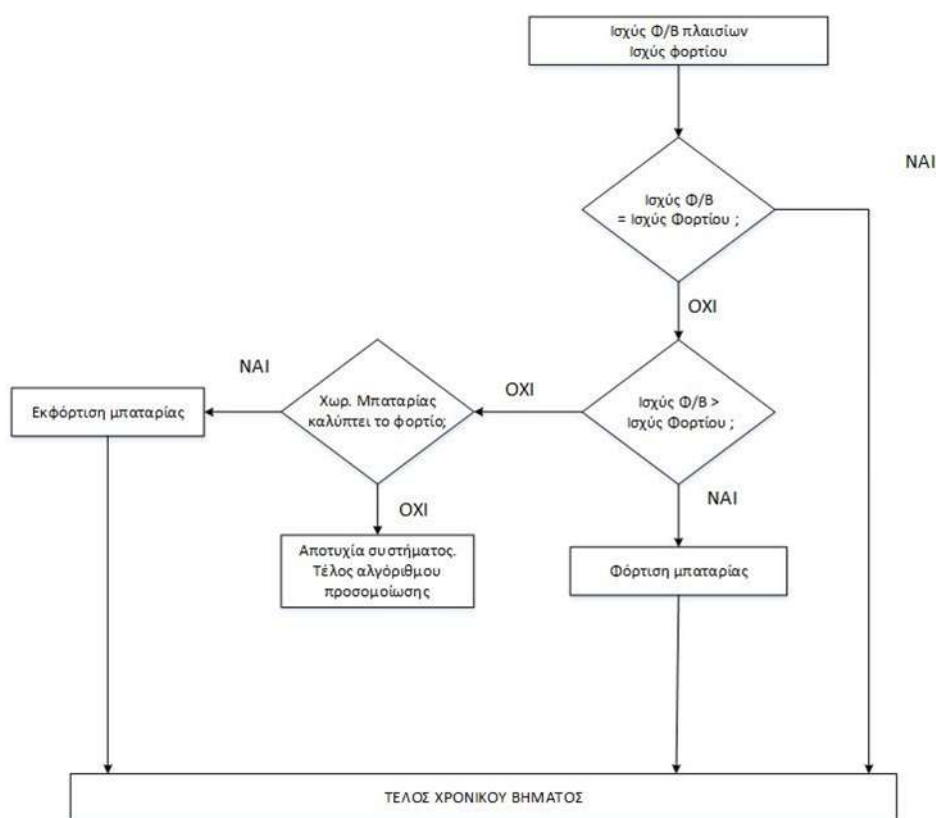 Ισχύς Φ/Β πλαισίων
Ισχύς φορτίου
ΝΑΙ
Ισχύς Φ/Β
= Ισχύς Φορτίου ;
ΟΧΙ
ΝΑΙ
ΟΧΙ
Εκφόρτιση μπαταρίας
Χωρ. Μπαταρίας
καλύπτει το φορτίο;
Ισχύς Φ/Β >
Ισχύς Φορτίου ;
ΟΧΙ
ΝΑΙ
Αποτυχία συστήματος.
Τέλος αλγόριθμου
προσομοίωσης
Φόρτιση μπαταρίας
ΤΕΛΟΣ ΧΡΟΝΙΚΟΥ ΒΗΜΑΤΟΣ